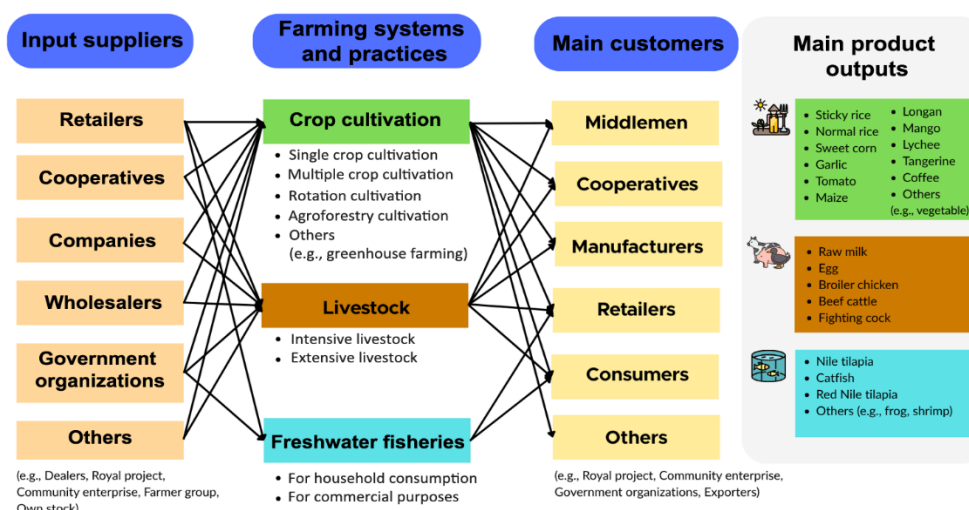 Input suppliers
Retailers
Cooperatives
Companies
Wholesalers
Government
organizations
Others
(e.g., Dealers, Royal project,
Community enterprise, Farmer group,
Own stock)
Farming systems
and practices
Crop cultivation
• Single crop cultivation
• Multiple crop cultivation
• Rotation cultivation
• Agroforestry cultivation
• Others
(e.g., greenhouse farming)
Livestock
• Intensive livestock
• Extensive livestock
Freshwater fisheries
• For household consumption
• For commercial purposes
Main customers
Middlemen
Cooperatives
Manufacturers
Retailers
Consumers
Others
(e.g., Royal project, Community enterprise,
Government organizations, Exporters)
Main product
outputs
• Sticky rice
• Normal rice
• Sweet corn
• Garlic
• Tomato
• Maize
• Longan
• Mango
• Lychee
• Tangerine
• Coffee
• Others
(e.g., vegetable)
• Raw milk
• Egg
• Broiler chicken
• Beef cattle
• Fighting cock
• Nile tilapia
• Catfish
• Red Nile tilapia
• Others (e.g., frog, shrimp)